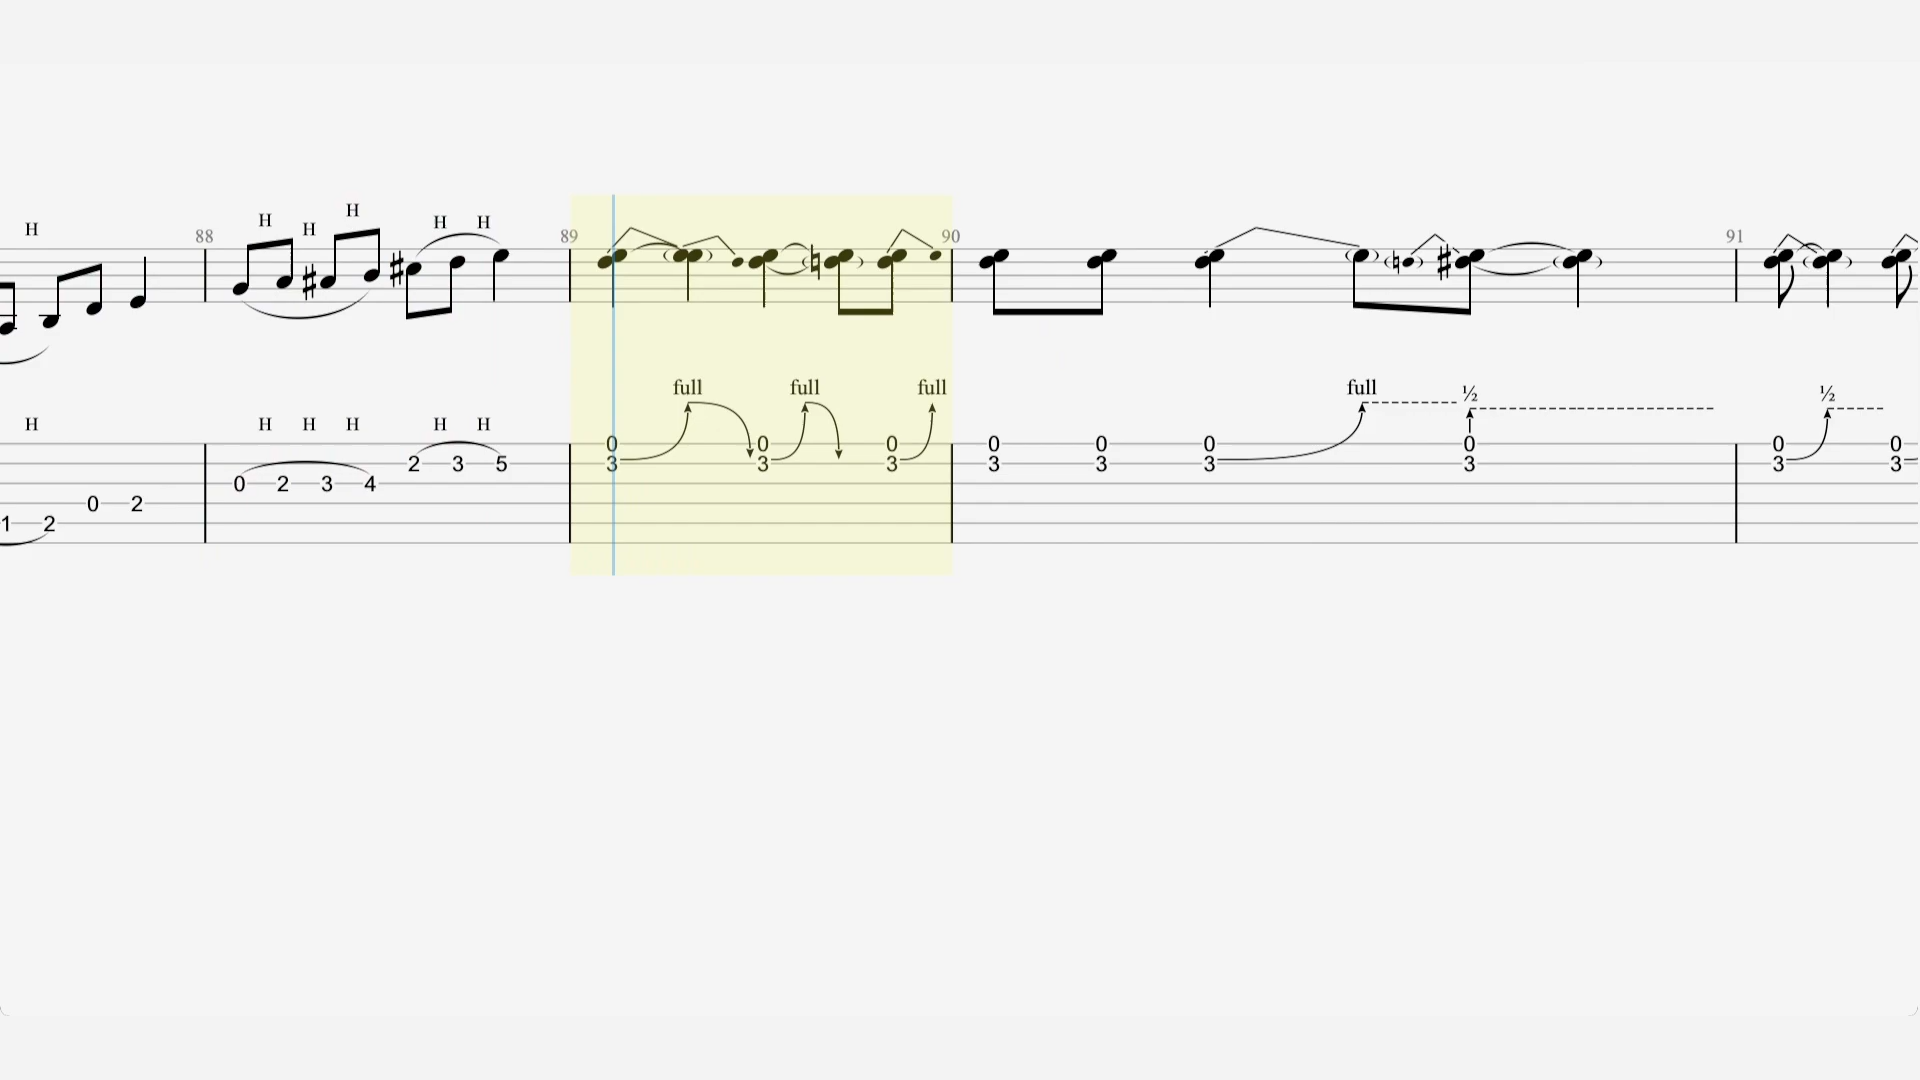 H H
H H H H H
88 89 90 91
full full full full ½ ½
H H H H H H
0 0 0 0 0 0 0 0 0
2 3 5 3 3 3 3 3 3 3 3 3
0 2 3 4
0 2
1 2